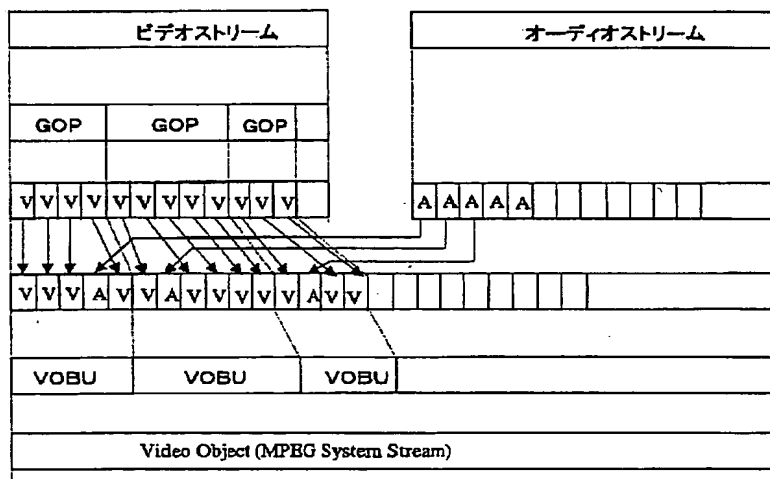 ビデオストリーム オーディオストリーム
GOP GOP GOP
V V V V V V V V V V V V A A A A A
V V V A V V A V V V V V A V V
VOBU VOBU VOBU
Video Object (MPEG System Stream)